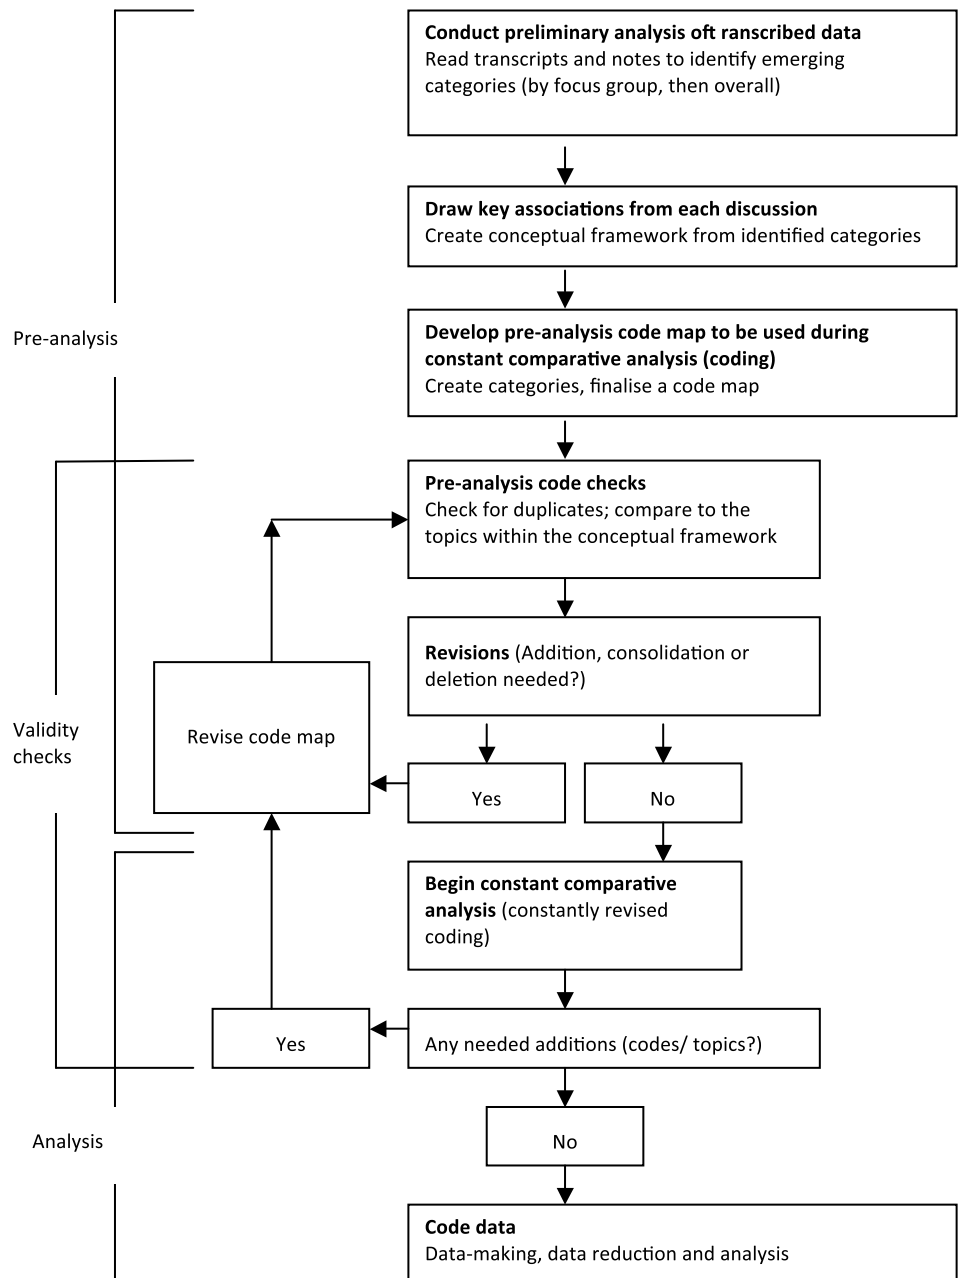 Conduct preliminary analysis oft ranscribed data
Read transcripts and notes to identify emerging
categories (by focus group, then overall)
Draw key associations from each discussion
Create conceptual framework from identified categories
Pre-analysis
Develop pre-analysis code map to be used during
constant comparative analysis (coding)
Create categories, finalise a code map
Pre-analysis code checks
Check for duplicates; compare to the
topics within the conceptual framework
Revisions (Addition, consolidation or
deletion needed?)
Validity
checks
Revise code map
Yes
No
Begin constant comparative
analysis (constantly revised
coding)
Yes
Any needed additions (codes/ topics?)
Analysis
No
Code data
Data-making, data reduction and analysis